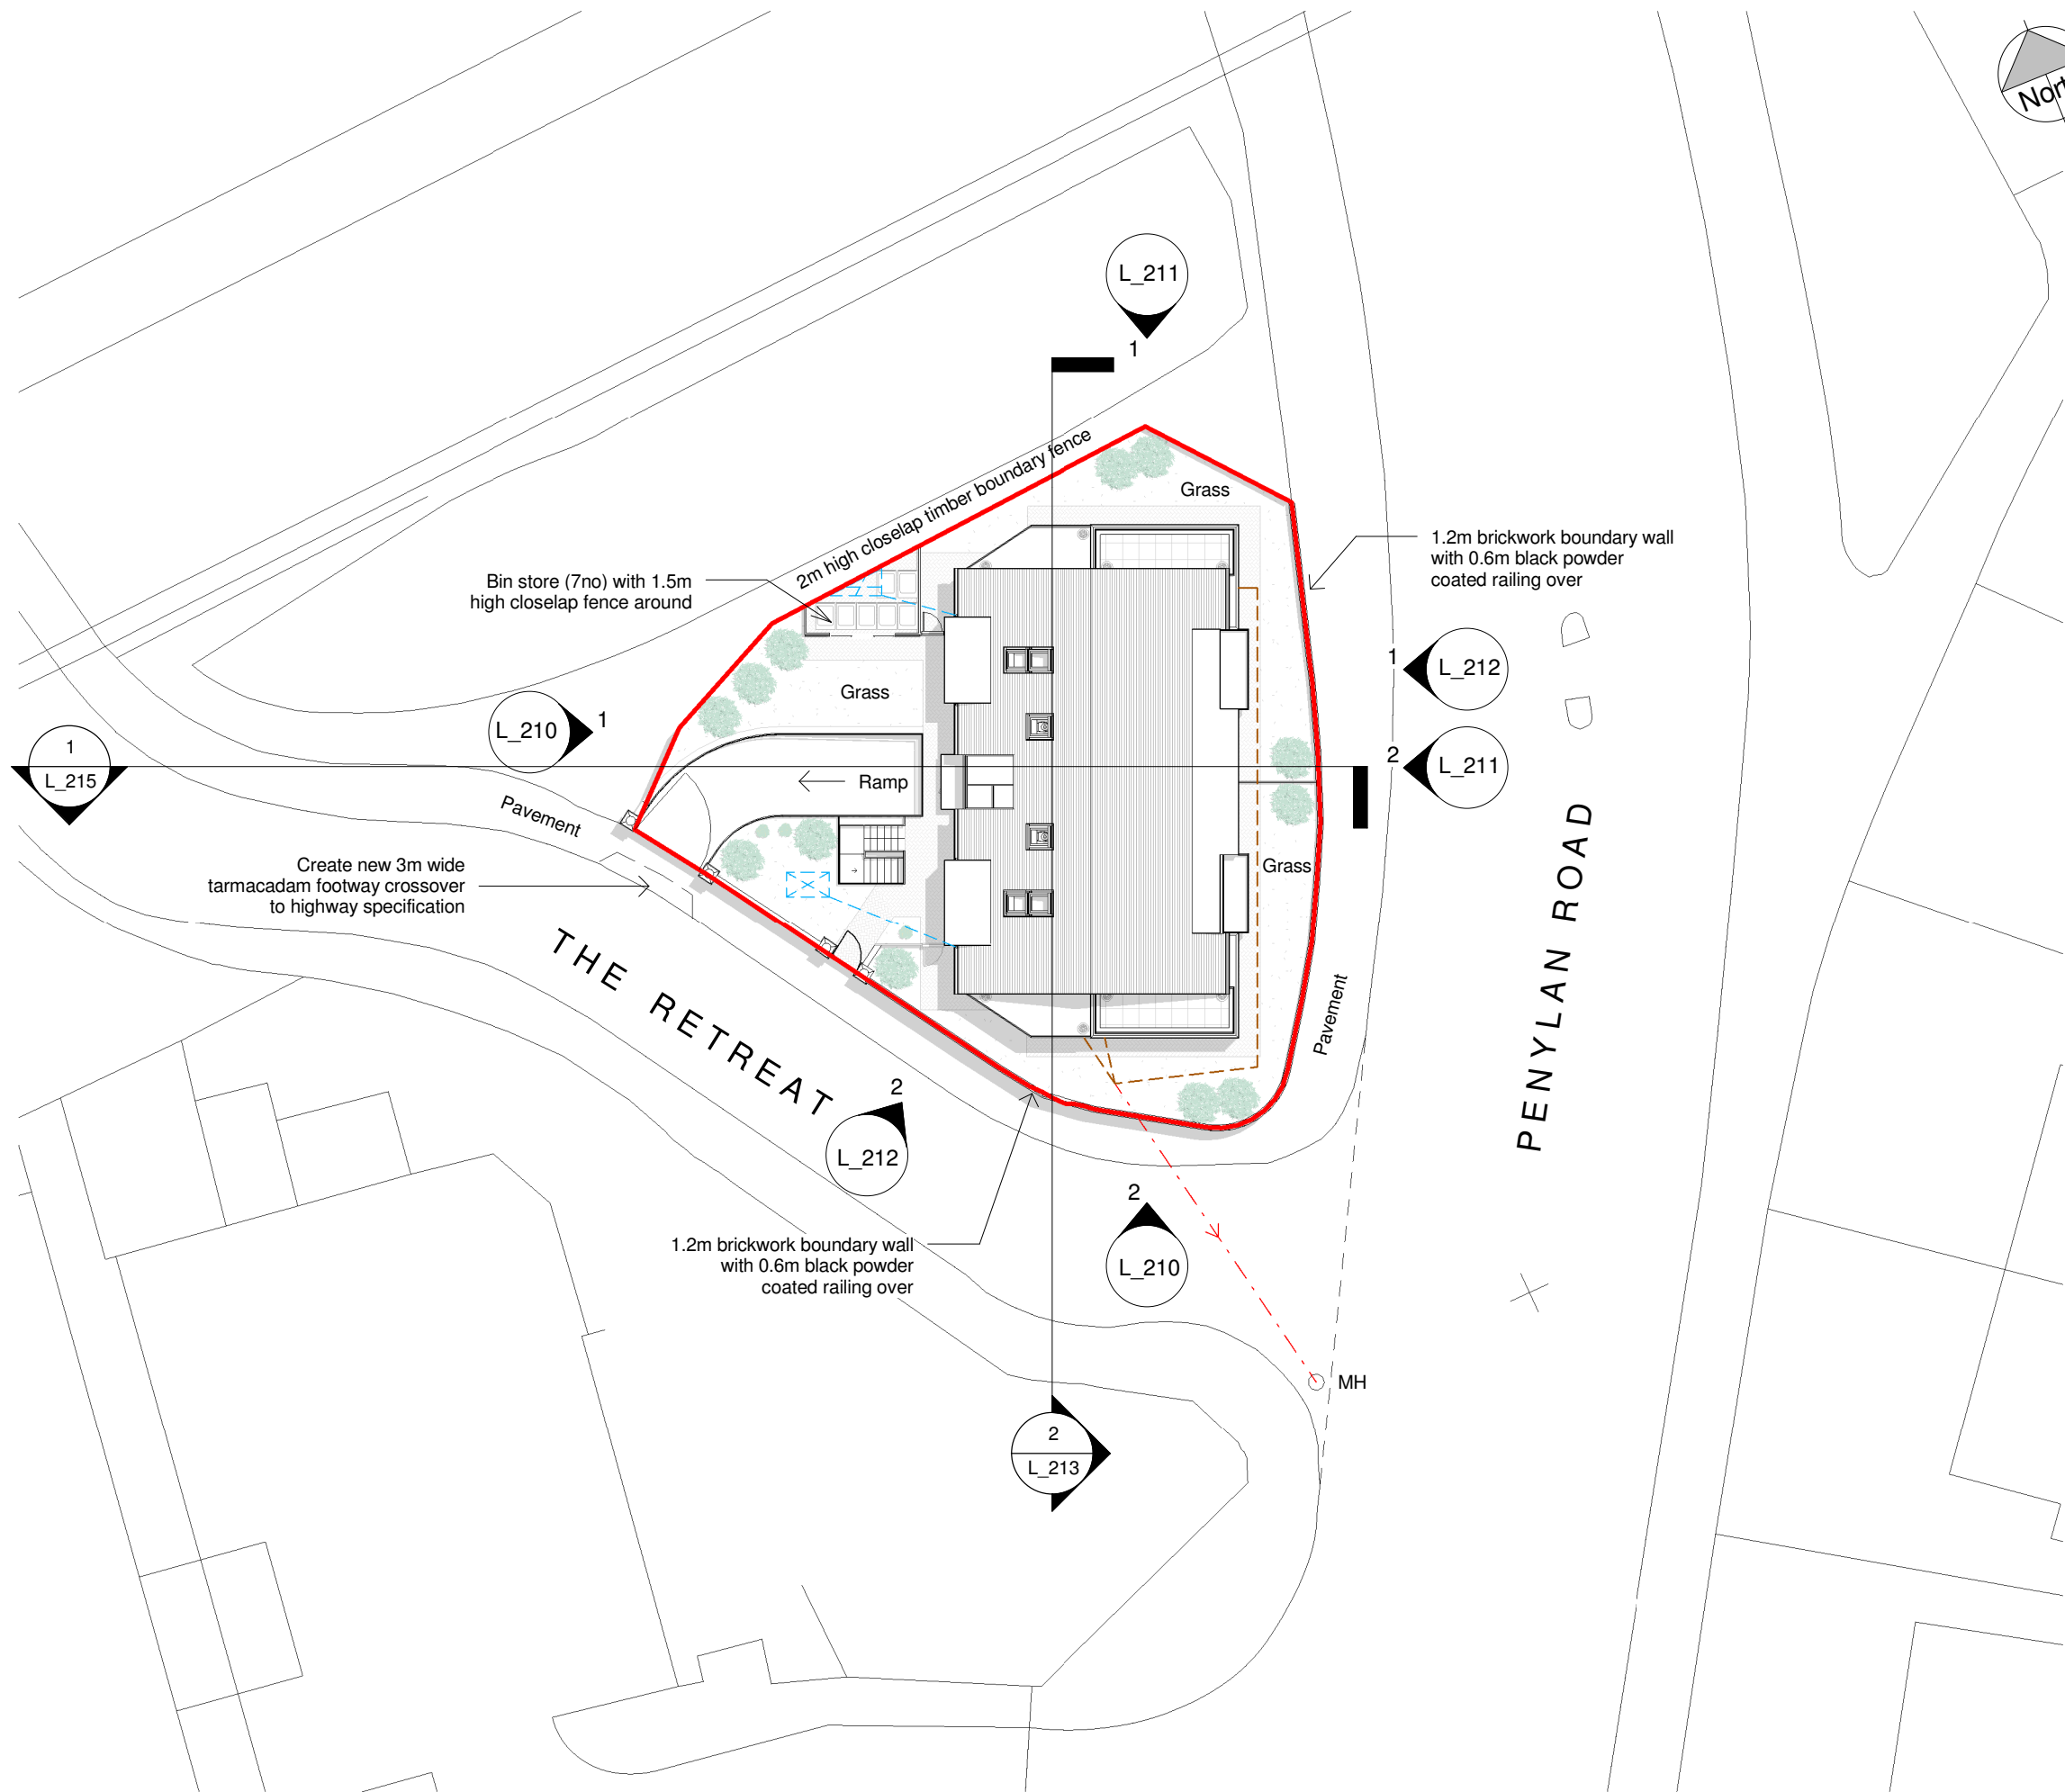 Nort
L_211
1
2m high closelap timber boundary fence
Grass
1.2m brickwork boundary wall
with 0.6m black powder
coated railing over
Bin store (7no) with 1.5m
high closelap fence around
1
L_212
Grass
L_210
1
2
L_211
1
L_215
Ramp
Pavement
Create new 3m wide
tarmacadam footway crossover
to highway specification
Grass
THE RETREAT
Pavement
PENYLAN ROAD
2
L_212
2
L_210
1.2m brickwork boundary wall
with 0.6m black powder
coated railing over
MH
2
L_213